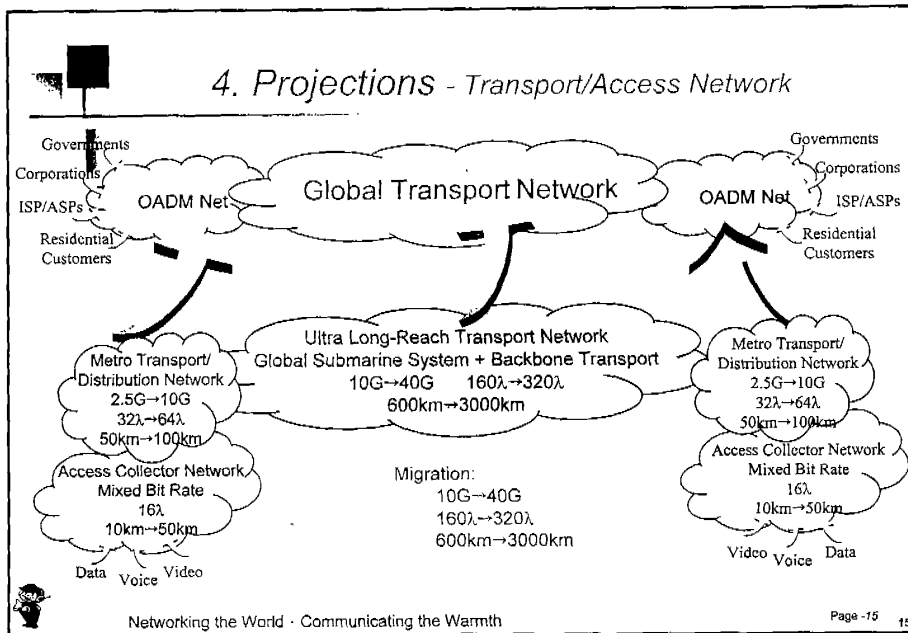 4. Projections - Transport/Access Network
Governments
Corporations
ISP/ASPs
Residential
Customers
OADM Net
Global Transport Network
OADM Net
Governments
Corporations
ISP/ASPs
Residential
Customers
Metro Transport/
Distribution Network
2.5G→10G
32λ→64λ
50km→100km
Access Collector Network
Mixed Bit Rate
16λ
10km→50km
Data
Voice
Video
Ultra Long-Reach Transport Network
Global Submarine System + Backbone Transport
10G→40G 160λ→320λ
600km→3000km
Migration:
10G→40G
160λ→320λ
600km→3000km
Metro Transport/
Distribution Network
2.5G→10G
32λ→64λ
50km→100km
Access Collector Network
Mixed Bit Rate
16λ
10km→50km
Video
Voice
Data
Networking the World · Communicating the Warmth
Page -15
15